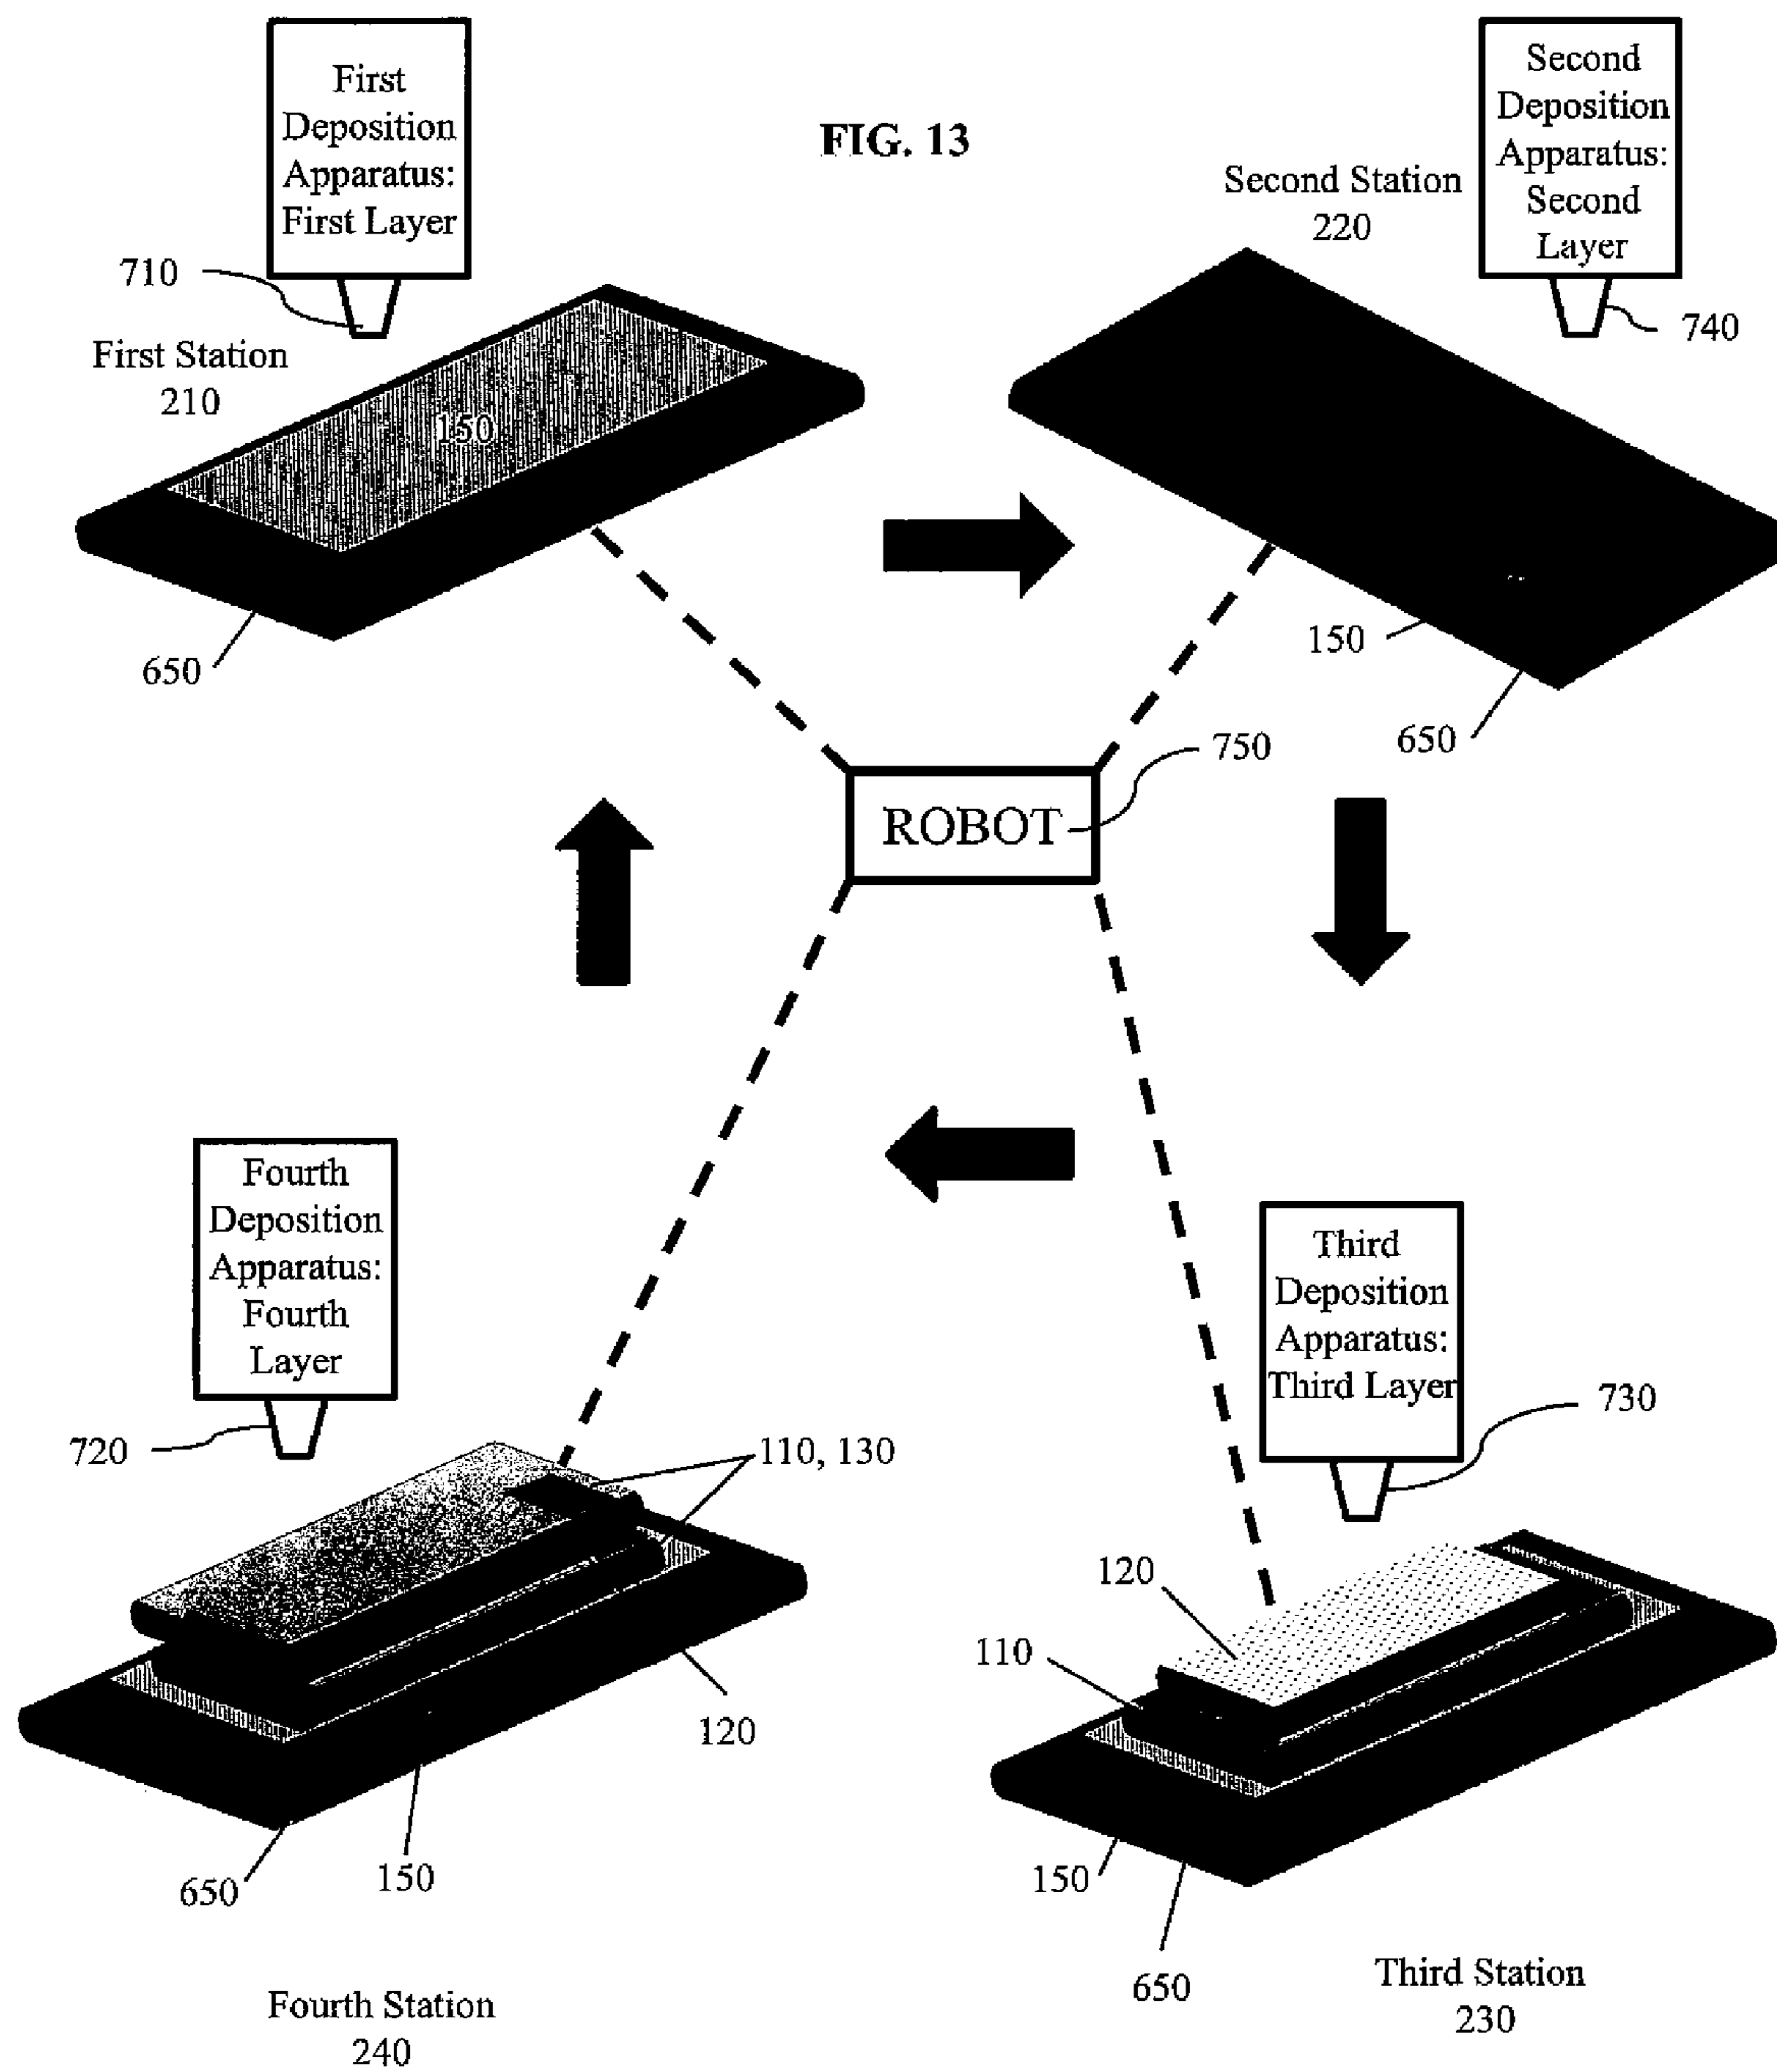 First
Deposition
Apparatus:
First Layer
710
First Station
210
150
650
FIG. 13
Second
Deposition
Apparatus:
Second
Layer
Second Station
220
740
150
650
750
ROBOT
Fourth
Deposition
Apparatus:
Fourth
Layer
720
110, 130
120
150
650
Fourth Station
240
Third
Deposition
Apparatus:
Third Layer
730
120
110
150
650
Third Station
230